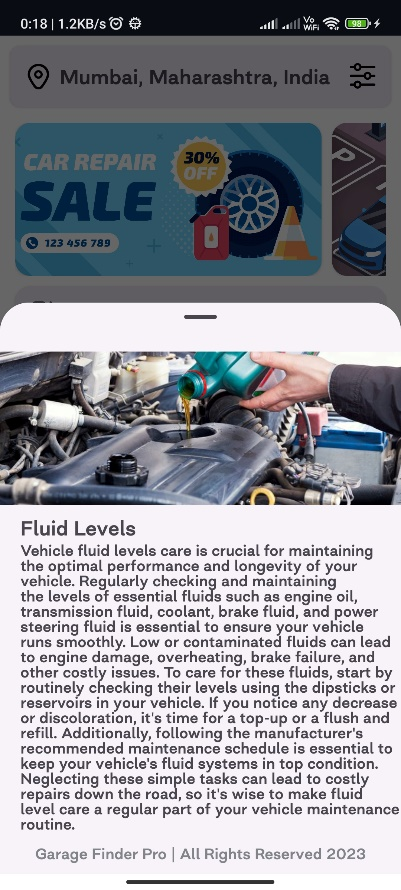 0:18 | 1.2KB/s
Vo
WiFi
98
Mumbai, Maharashtra, India
CAR REPAIR
SALE
30%
OFF
123 456 789
P
Fluid Levels
Vehicle fluid levels care is crucial for maintaining
the optimal performance and longevity of your
vehicle. Regularly checking and maintaining
the levels of essential fluids such as engine oil,
transmission fluid, coolant, brake fluid, and power
steering fluid is essential to ensure your vehicle
runs smoothly. Low or contaminated fluids can lead
to engine damage, overheating, brake failure, and
other costly issues. To care for these fluids, start by
routinely checking their levels using the dipsticks or
reservoirs in your vehicle. If you notice any decrease
or discoloration, it's time for a top-up or a flush and
refill. Additionally, following the manufacturer's
recommended maintenance schedule is essential to
keep your vehicle's fluid systems in top condition.
Neglecting these simple tasks can lead to costly
repairs down the road, so it's wise to make fluid
level care a regular part of your vehicle maintenance
routine.
Garage Finder Pro | All Rights Reserved 2023